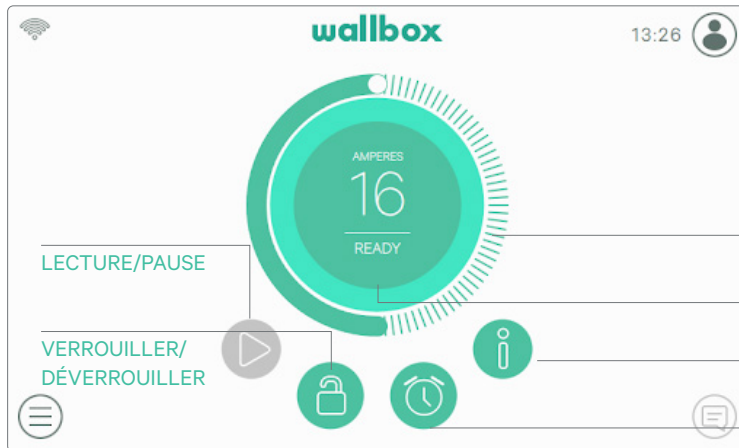 wallbox
13:26
AMPERES
16
READY
LECTURE/PAUSE
VERROUILLER/
DÉVERROUILLER